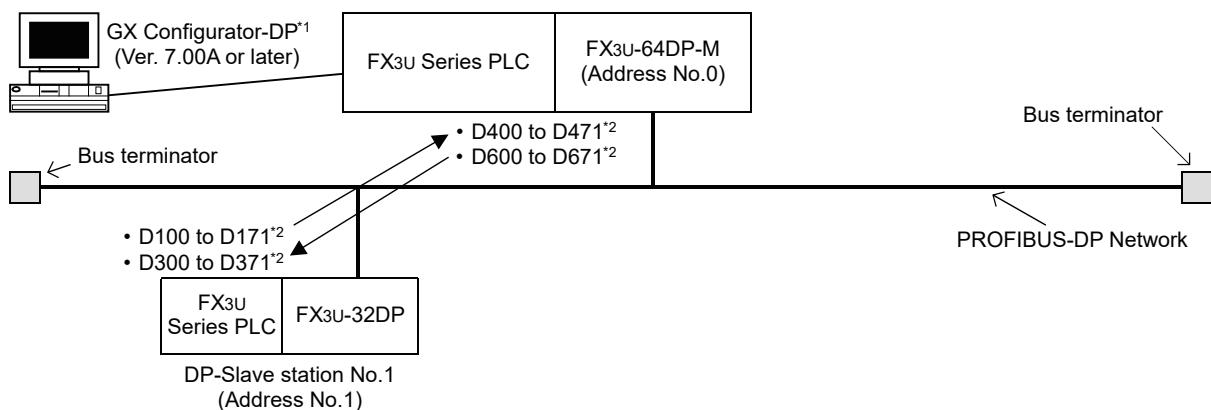 GX Configurator-DP*1
(Ver. 7.00A or later)
FX3U Series PLC
FX3U-64DP-M
(Address No.0)
Bus terminator
• D400 to D471*2
• D600 to D671*2
Bus terminator
• D100 to D171*2
• D300 to D371*2
PROFIBUS-DP Network
FX3U
Series PLC
FX3U-32DP
DP-Slave station No.1
(Address No.1)